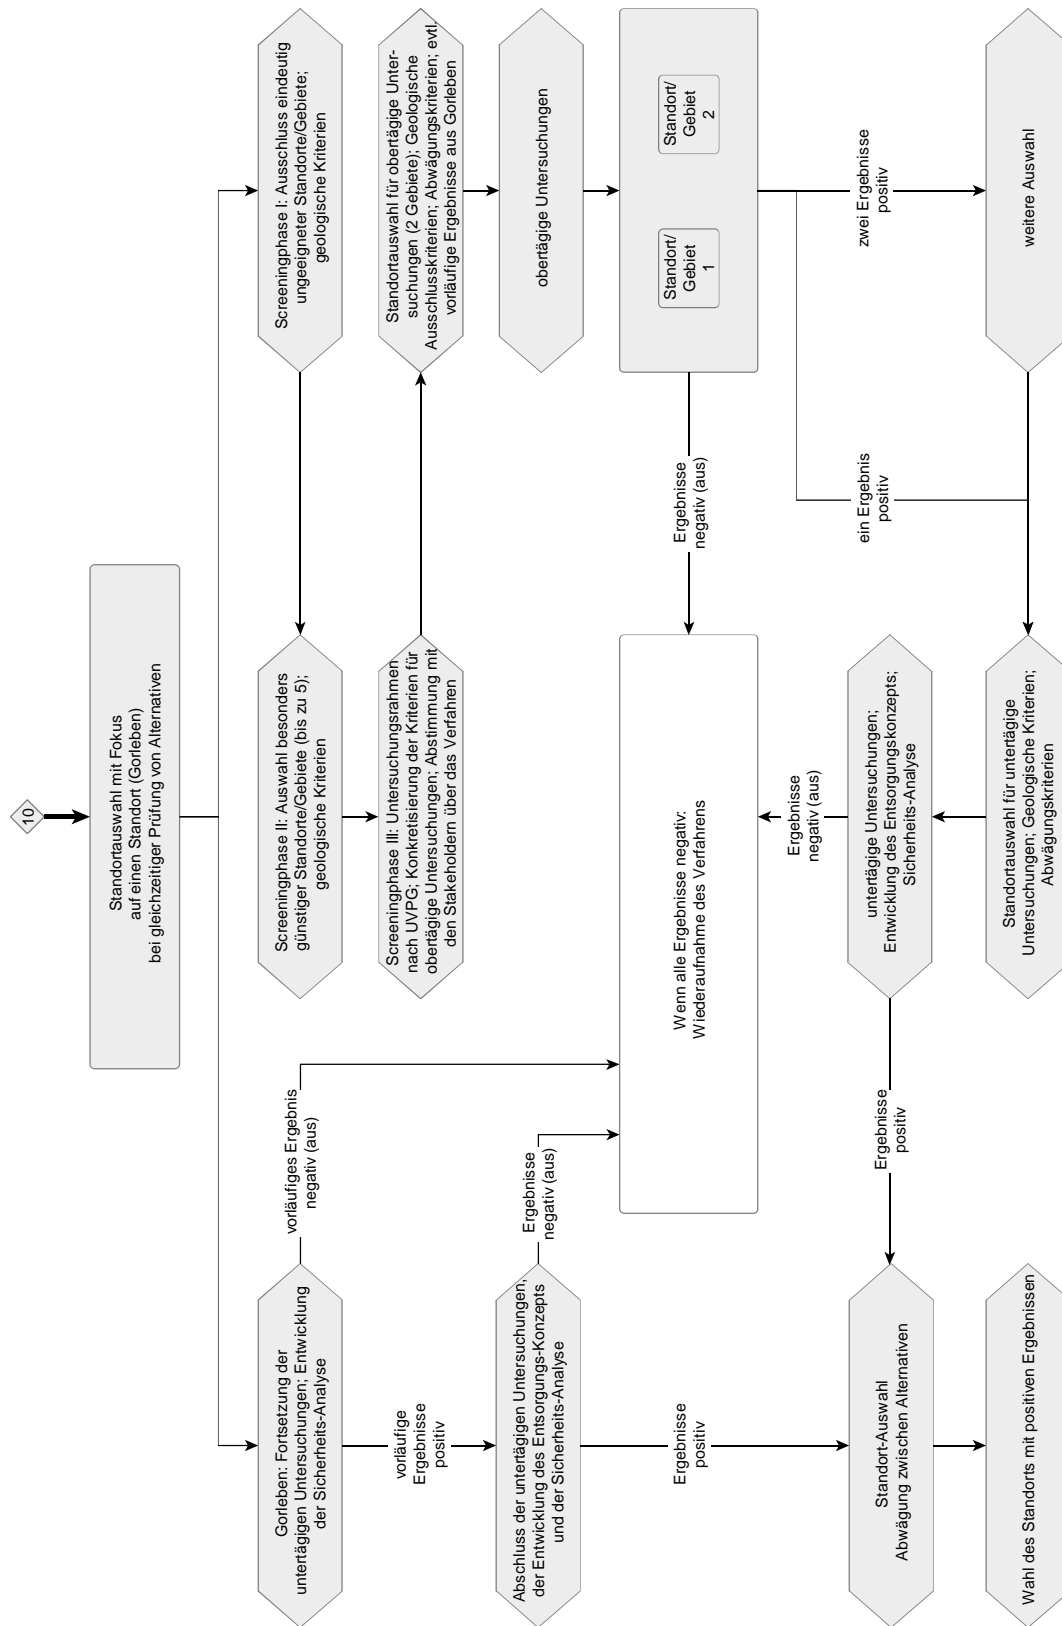 10
Standortauswahl mit Fokus
auf einen Standort (Gorleben)
bei gleichzeitiger Prüfung von Alternativen
Gorleben: Fortsetzung der
untertägigen Untersuchungen; Entwicklung
der Sicherheits-Analyse
vorläufiges Ergebnis
negativ (aus)
vorläufige
Ergebnisse
positiv
Abschluss der untertägigen Untersuchungen,
der Entwicklung des Entsorgungs-Konzepts
und der Sicherheits-Analyse
Ergebnisse
negativ (aus)
Ergebnisse
positiv
Standort-Auswahl
Abwägung zwischen Alternativen
Wahl des Standorts mit positiven Ergebnissen
Screeningphase I: Ausschluss eindeutig
ungeeigneter Standorte/Gebiete;
geologische Kriterien
Screeningphase II: Auswahl besonders
günstiger Standorte/Gebiete (bis zu 5);
geologische Kriterien
Screeningphase III: Untersuchungsrahmen
nach UVPG; Konkretisierung der Kriterien für
obertägige Untersuchungen; Abstimmung mit
den Stakeholdern über das Verfahren
Standortauswahl für obertägige Unter-
suchungen (2 Gebiete); Geologische
Ausschlusskriterien; Abwägungskriterien; evtl.
vorläufige Ergebnisse aus Gorleben
obertägige Untersuchungen
Standort/
Gebiet
1
Standort/
Gebiet
2
Ergebnisse
negativ (aus)
Wenn alle Ergebnisse negativ:
Wiederaufnahme des Verfahrens
ein Ergebnis
positiv
zwei Ergebnisse
positiv
weitere Auswahl
Standortauswahl für untertägige
Untersuchungen; Geologische Kriterien;
Abwägungskriterien
untertägige Untersuchungen;
Entwicklung des Entsorgungskonzepts;
Sicherheits-Analyse
Ergebnisse
negativ (aus)
Ergebnisse
positiv